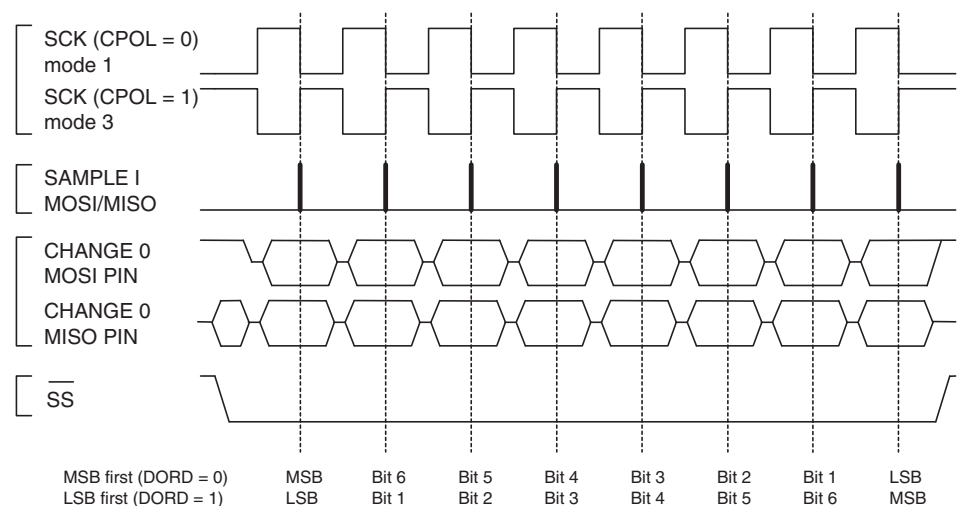 SCK (CPOL = 0)
mode 1
SCK (CPOL = 1)
mode 3
SAMPLE I
MOSI/MISO
CHANGE 0
MOSI PIN
CHANGE 0
MISO PIN
SS
MSB first (DORD = 0) MSB Bit 6 Bit 5 Bit 4 Bit 3 Bit 2 Bit 1 LSB
LSB first (DORD = 1) LSB Bit 1 Bit 2 Bit 3 Bit 4 Bit 5 Bit 6 MSB